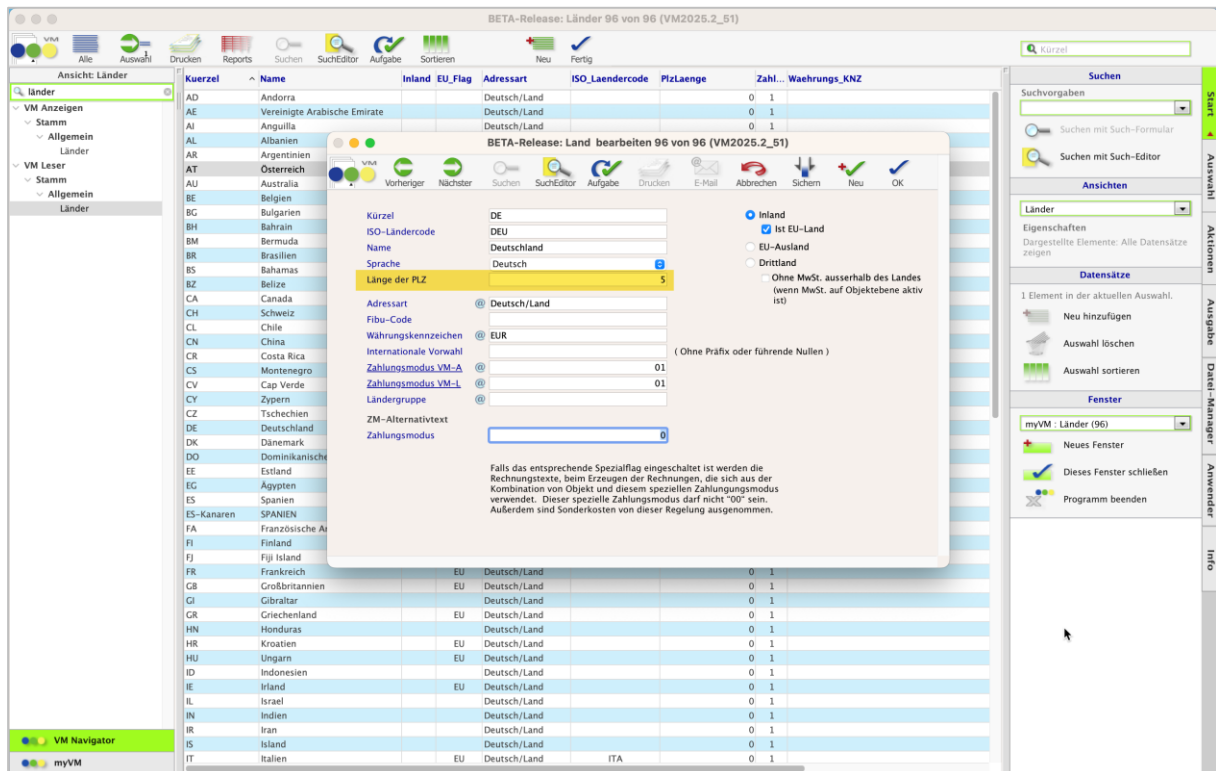 BETA-Release: Länder 96 von 96 (VM2025.2_51)
VM
Alle
Auswahl
1
Drucken
Reports
Suchen
SuchEditor
Aufgabe
Sortieren
Neu
Fertig
Kürzel
Ansicht: Länder
länder
VM Anzeigen
Stamm
Allgemein
Länder
VM Leser
Stamm
Allgemein
Länder
VM Navigator
myVM
Kuerzel Name Inland EU_Flag Adressart ISO_Laendercode PlzLaenge Zahl... Waehrungs_KNZ
AD Andorra Deutsch/Land 0 1
AE Vereinigte Arabische Emirate Deutsch/Land 0 1
AI Anguilla Deutsch/Land 0 1
AL Albanien
AR Argentinien
AT Österreich
AU Australia
BE Belgien
BG Bulgarien
BH Bahrain
BM Bermuda
BR Brasilien
BS Bahamas
BZ Belize
CA Canada
CH Schweiz
CL Chile
CN China
CR Costa Rica
CS Montenegro
CV Cap Verde
CY Zypern
CZ Tschechien
DE Deutschland
DK Dänemark
DO Dominikanische
EE Estland
EG Ägypten
ES Spanien
ES-Kanaren SPANIEN
FA Französische
FI Finland
FJ Fiji Island
FR Frankreich EU Deutsch/Land 0 1
GB Großbritannien EU Deutsch/Land 0 1
GI Gibraltar Deutsch/Land 0 1
GR Griechenland EU Deutsch/Land 0 1
HN Honduras Deutsch/Land 0 1
HR Kroatien EU Deutsch/Land 0 1
HU Ungarn EU Deutsch/Land 0 1
ID Indonesien Deutsch/Land 0 1
IE Irland EU Deutsch/Land 0 1
IL Israel Deutsch/Land 0 1
IN Indien Deutsch/Land 0 1
IR Iran Deutsch/Land 0 1
IS Island Deutsch/Land 0 1
IT Italien EU Deutsch/Land ITA 0 1
BETA-Release: Land bearbeiten 96 von 96 (VM2025.2_51)
VM
Vorheriger
Nächster
Suchen
SuchEditor
Aufgabe
Drucken
E-Mail
Abbrechen
Sichern
Neu
OK
Kürzel DE
ISO-Ländercode DEU
Name Deutschland
Sprache Deutsch
Länge der PLZ 5
Adressart @ Deutsch/Land
Fibu-Code
Währungskennzeichen @ EUR
Internationale Vorwahl ( Ohne Präfix oder führende Nullen )
Zahlungsmodus VM-A @ 01
Zahlungsmodus VM-L @ 01
Ländergruppe @
ZM-Alternativtext
Zahlungsmodus 0
Inland
Ist EU-Land
EU-Ausland
Drittland
Ohne MwSt. ausserhalb des Landes
(wenn MwSt. auf Objektebene aktiv
ist)
Falls das entsprechende Spezialflag eingeschaltet ist werden die
Rechnungstexte, beim Erzeugen der Rechnungen, die sich aus der
Kombination von Objekt und diesem speziellen Zahlungungsmodus
verwendet. Dieser spezielle Zahlungsmodus darf nicht "00" sein.
Außerdem sind Sonderkosten von dieser Regelung ausgenommen.
Suchen
Suchvorgaben
Suchen mit Such-Formular
Suchen mit Such-Editor
Ansichten
Länder
Eigenschaften
Dargestellte Elemente: Alle Datensätze
zeigen
Datensätze
1 Element in der aktuellen Auswahl.
Neu hinzufügen
Auswahl löschen
Auswahl sortieren
Fenster
myVM : Länder (96)
Neues Fenster
Dieses Fenster schließen
Programm beenden
Start
Auswahl
Aktionen
Ausgabe
Datei-Manager
Anwender
Info